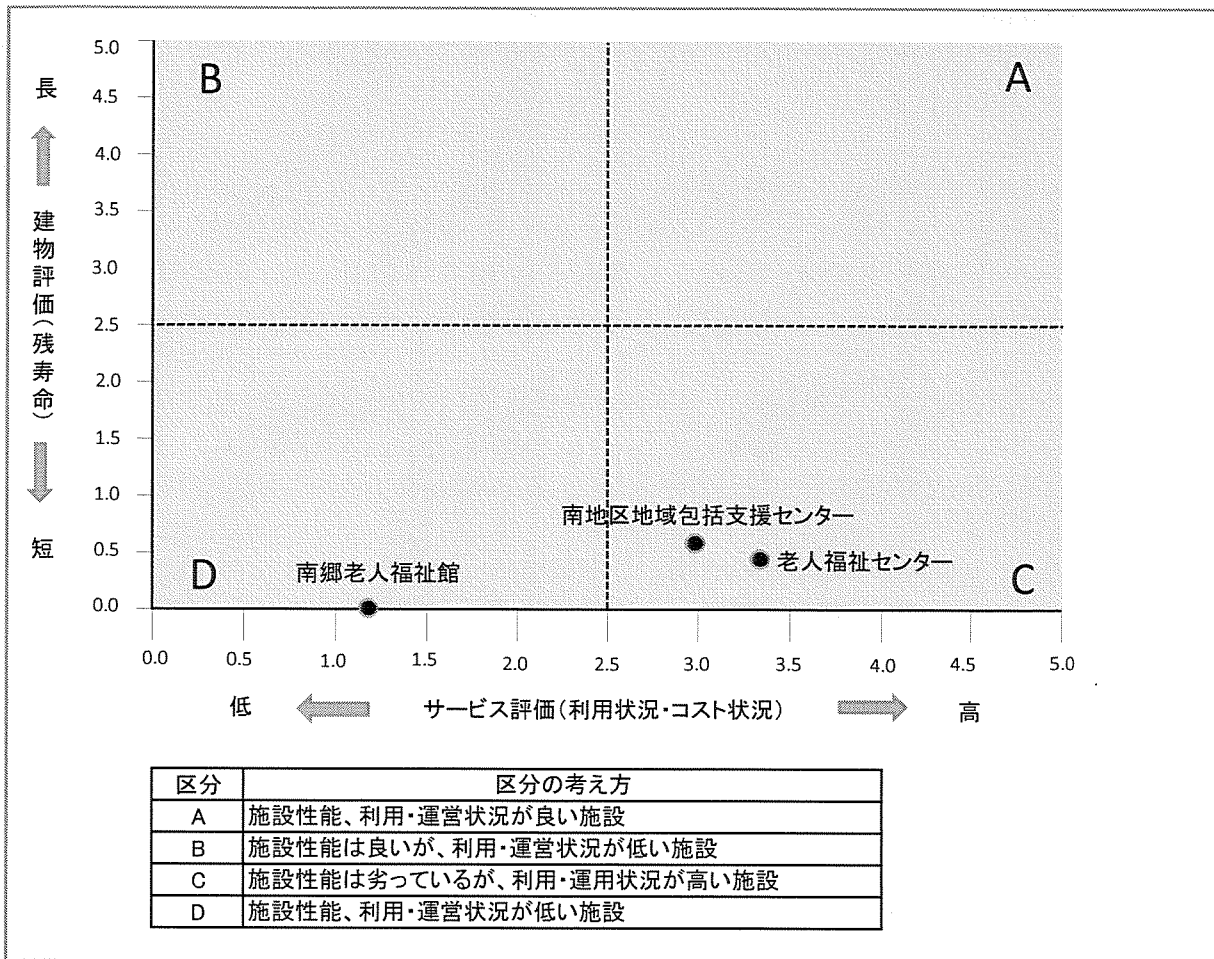 B
A
C
D
5.0
4.5
4.0
3.5
3.0
2.5
2.0
1.5
1.0
0.5
0.0
長
建物評価(残寿命)
短
南地区地域包括支援センター
老人福祉センター
南郷老人福祉館
0.0 0.5 1.0 1.5 2.0 2.5 3.0 3.5 4.0 4.5 5.0
低 サービス評価(利用状況・コスト状況) 高
区分 区分の考え方
A 施設性能、利用・運営状況が良い施設
B 施設性能は良いが、利用・運営状況が低い施設
C 施設性能は劣っているが、利用・運用状況が高い施設
D 施設性能、利用・運営状況が低い施設